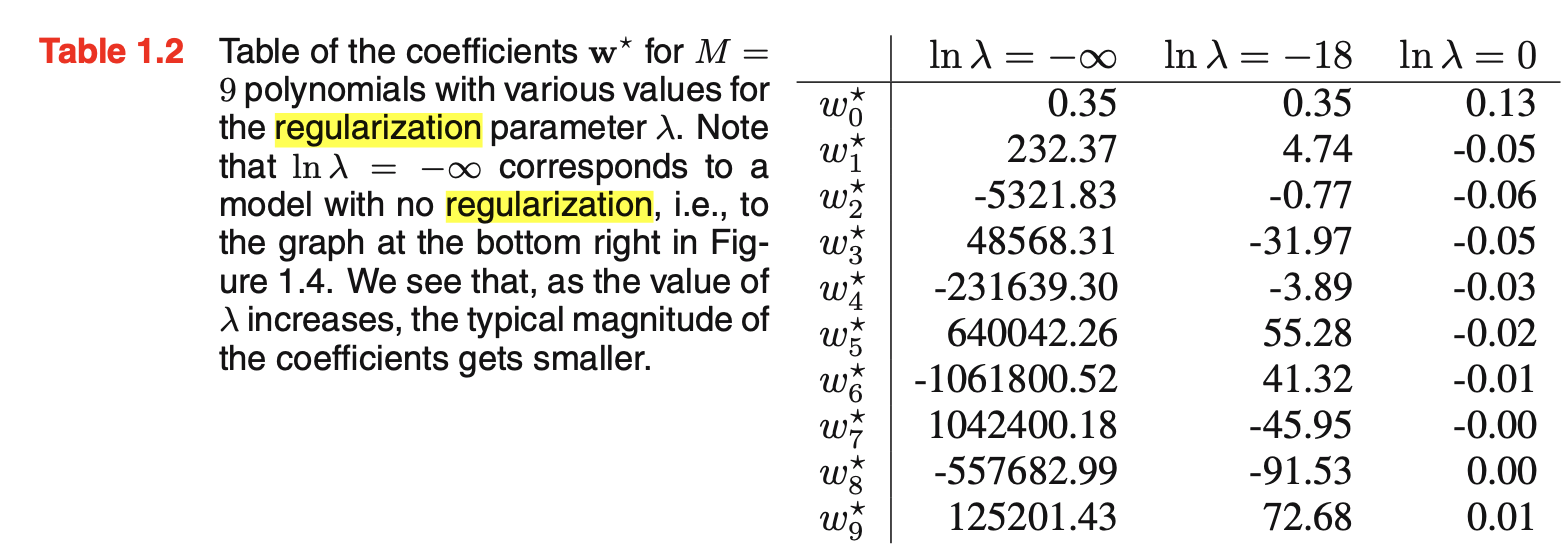 Table 1.2 Table of the coefficients w⋆ for M =
9 polynomials with various values for
the regularization parameter λ. Note
that ln λ = −∞ corresponds to a
model with no regularization, i.e., to
the graph at the bottom right in Fig-
ure 1.4. We see that, as the value of
λ increases, the typical magnitude of
the coefficients gets smaller.
ln λ = −∞ ln λ = −18 ln λ = 0
w⋆0 0.35 0.35 0.13
w⋆1 232.37 4.74 -0.05
w⋆2 -5321.83 -0.77 -0.06
w⋆3 48568.31 -31.97 -0.05
w⋆4 -231639.30 -3.89 -0.03
w⋆5 640042.26 55.28 -0.02
w⋆6 -1061800.52 41.32 -0.01
w⋆7 1042400.18 -45.95 -0.00
w⋆8 -557682.99 -91.53 0.00
w⋆9 125201.43 72.68 0.01